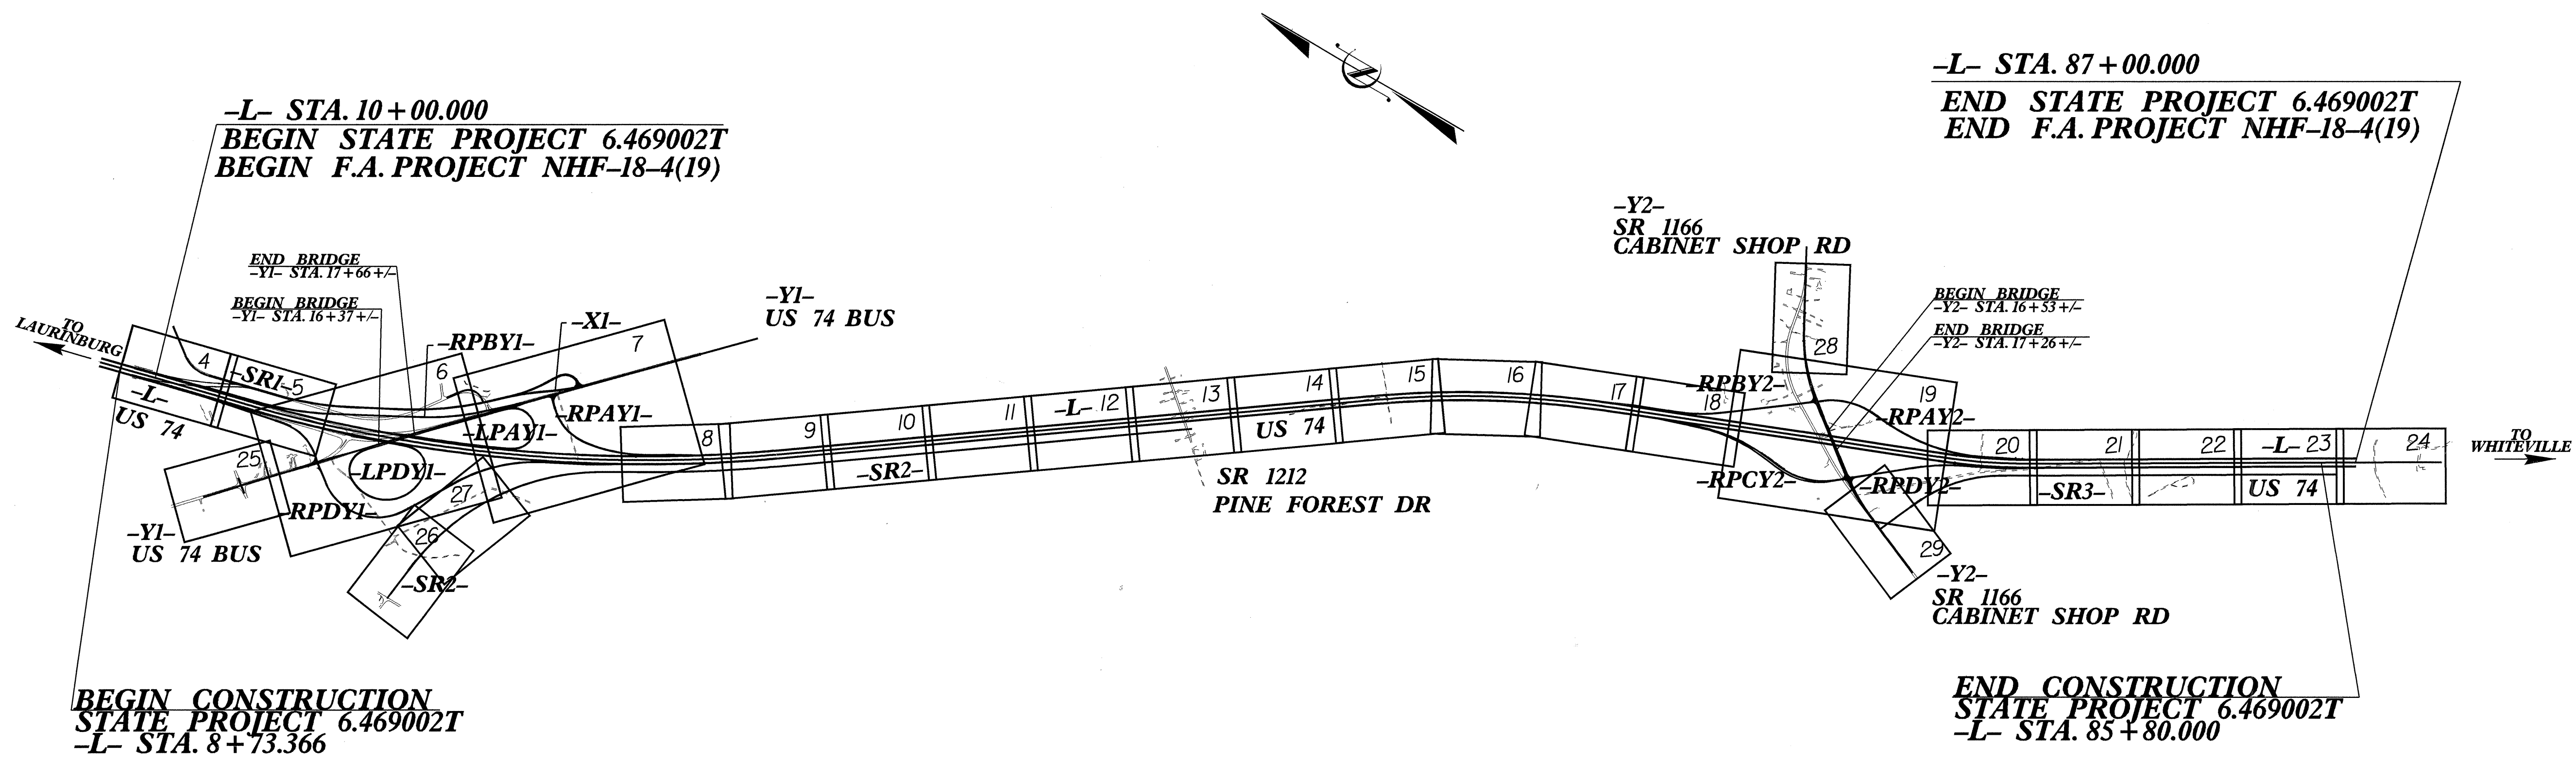 -L- STA. 10+00.000
BEGIN STATE PROJECT 6.469002T
BEGIN F.A. PROJECT NHF-18-4(19)
-L- STA. 87+00.000
END STATE PROJECT 6.469002T
END F.A. PROJECT NHF-18-4(19)
END BRIDGE
-Y1- STA. 17+66+/-
BEGIN BRIDGE
-Y1- STA. 16+37+/-
TO
LAURINBURG
-RPBY1-
-X1-
-Y1-
US 74 BUS
4
-SR1-
5
6
7
-L-
US 74
-RPAY1-
-LPAY1-
-LPDY1-
25
-RPDY1-
27
26
-Y1-
US 74 BUS
-SR2-
8
9
10
11
-L- 12
13
14
15
16
17
18
-SR2-
US 74
SR 1212
PINE FOREST DR
-Y2-
SR 1166
CABINET SHOP RD
BEGIN BRIDGE
-Y2- STA. 16+53+/-
END BRIDGE
-Y2- STA. 17+26+/-
28
-RPBY2-
19
-RPAY2-
-RPCY2-
-RPDY2-
29
-Y2-
SR 1166
CABINET SHOP RD
20
21
22
-L- 23
24
-SR3-
US 74
TO
WHITEVILLE
BEGIN CONSTRUCTION
STATE PROJECT 6.469002T
-L- STA. 8+73.366
END CONSTRUCTION
STATE PROJECT 6.469002T
-L- STA. 85+80.000